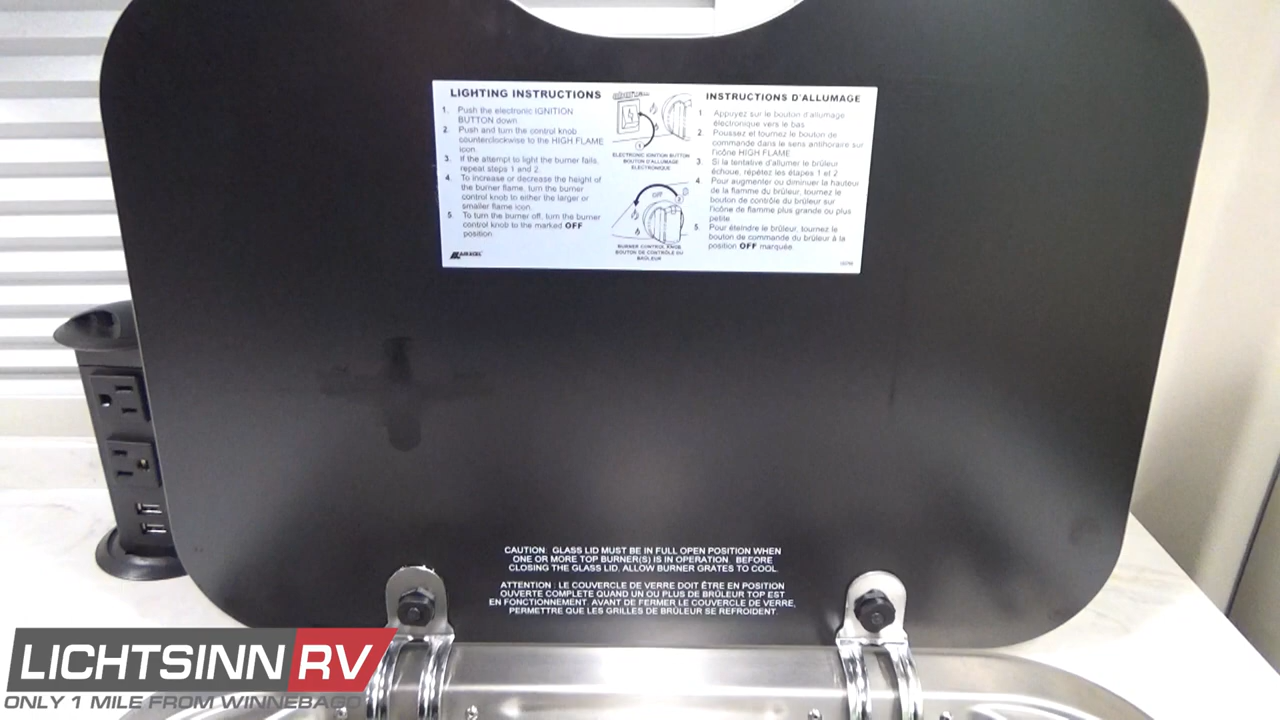 LIGHTING INSTRUCTIONS
1. Push the electronic IGNITION
BUTTON down
2. Push and turn the control knob
counterclockwise to the HIGH FLAME
icon.
3. If the attempt to light the burner fails,
repeat steps 1 and 2.
4. To increase or decrease the height of
the burner flame, turn the burner
control knob to either the larger or
smaller flame icon.
5. To turn the burner off, turn the burner
control knob to the marked OFF
position.
ELECTRONIC IGNITION BUTTON
BOUTON D'ALLUMAGE
ELECTRONIQUE
OFF
BURNER CONTROL KNOB
BOUTON DE CONTRÔLE DU
BRÛLEUR
INSTRUCTIONS D'ALLUMAGE
1 Appuyez sur le bouton d'allumage
électronique vers le bas
2. Poussez et tournez le bouton de
commande dans le sens antihoraire sur
l'icône HIGH FLAME
3. Si la tentative d'allumer le brûleur
échoue, répétez les étapes 1 et 2
4. Pour augmenter ou diminuer la hauteur
de la flamme du brûleur, tournez le
bouton de contrôle du brûleur sur
l'icône de flamme plus grande ou plus
petite
5. Pour éteindre le brûleur, tournez le
bouton de commande du brûleur à la
position OFF marquée.
CAUTION: GLASS LID MUST BE IN FULL OPEN POSITION WHEN
ONE OR MORE TOP BURNER(S) IS IN OPERATION. BEFORE
CLOSING THE GLASS LID, ALLOW BURNER GRATES TO COOL.
ATTENTION : LE COUVERCLE DE VERRE DOIT ÊTRE EN POSITION
OUVERTE COMPLETE QUAND UN OU PLUS DE BRÛLEUR TOP EST
EN FONCTIONNEMENT. AVANT DE FERMER LE COUVERCLE DE VERRE,
PERMETTRE QUE LES GRILLES DE BRÛLEUR SE REFROIDENT.
LICHTSINN RV
ONLY 1 MILE FROM WINNEBAGO